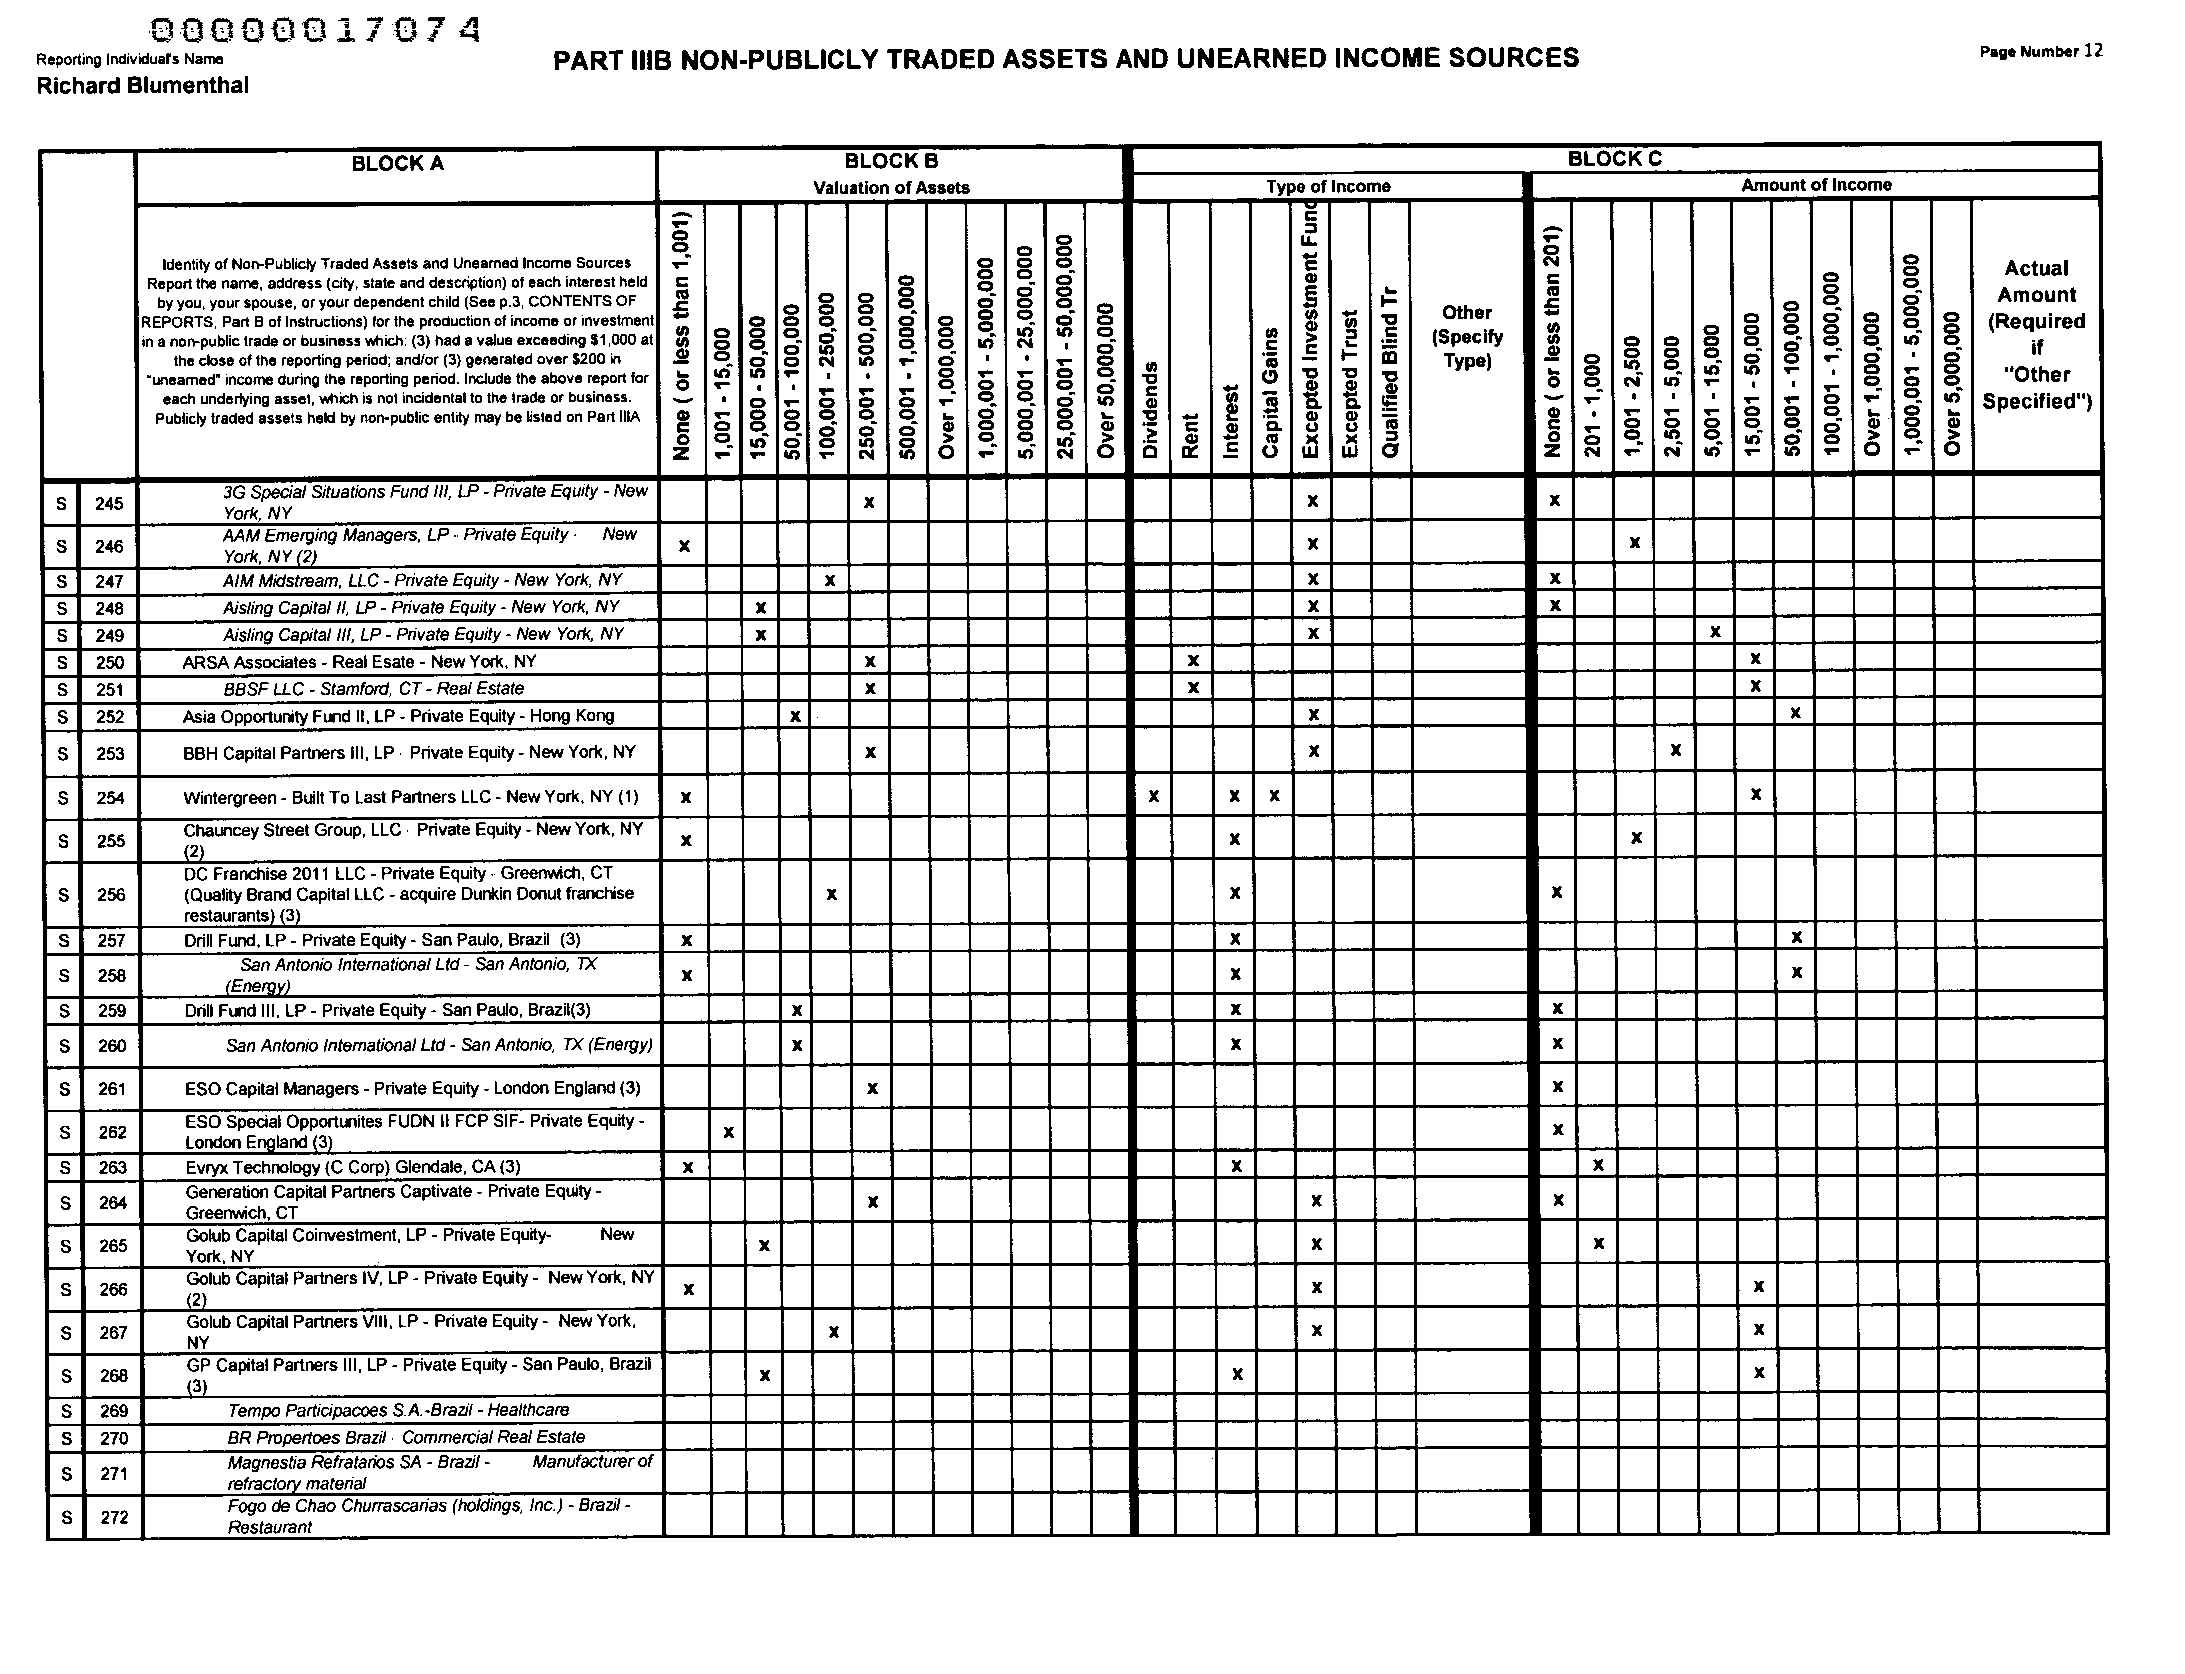 00000017074
Reporting Individual's Name
Richard Blumenthal
PART IIIB NON-PUBLICLY TRADED ASSETS AND UNEARNED INCOME SOURCES
Page Number 12
BLOCK A
BLOCK B
BLOCK C
Valuation of Assets
Type of Income
Amount of Income
Identity of Non-Publicly Traded Assets and Unearned Income Sources
Report the name, address (city, state and description) of each interest held
by you, your spouse, or your dependent child (See p.3, CONTENTS OF
REPORTS, Part B of Instructions) for the production of income or investment
in a non-public trade or business which: (3) had a value exceeding $1,000 at
the close of the reporting period; and/or (3) generated over $200 in
"unearned" income during the reporting period. Include the above report for
each underlying asset, which is not incidental to the trade or business.
Publicly traded assets held by non-public entity may be listed on Part IIIA
None ( or less than 1,001)
1,001 - 15,000
15,000 - 50,000
50,001 - 100,000
100,001 - 250,000
250,001 - 500,000
500,001 - 1,000,000
Over 1,000,000
1,000,001 - 5,000,000
5,000,001 - 25,000,000
25,000,001 - 50,000,000
Over 50,000,000
Dividends
Rent
Interest
Capital Gains
Excepted Investment Fund
Excepted Trust
Qualified Blind Tr
Other
(Specify
Type)
None ( or less than 201)
201 - 1,000
1,001 - 2,500
2,501 - 5,000
5,001 - 15,000
15,001 - 50,000
50,001 - 100,000
100,001 - 1,000,000
Over 1,000,000
1,000,001 - 5,000,000
Over 5,000,000
Actual
Amount
(Required
if
"Other
Specified")
S 245 3G Special Situations Fund III, LP - Private Equity - New
York, NY x x x
S 246 AAM Emerging Managers, LP - Private Equity - New
York, NY (2) x x x
S 247 AIM Midstream, LLC - Private Equity - New York, NY x x x
S 248 Aisling Capital II, LP - Private Equity - New York, NY x x x
S 249 Aisling Capital III, LP - Private Equity - New York, NY x x x
S 250 ARSA Associates - Real Esate - New York, NY x x x
S 251 BBSF LLC - Stamford, CT - Real Estate x x x
S 252 Asia Opportunity Fund II, LP - Private Equity - Hong Kong x x x
S 253 BBH Capital Partners III, LP - Private Equity - New York, NY x x x
S 254 Wintergreen - Built To Last Partners LLC - New York, NY (1) x x x x x
S 255 Chauncey Street Group, LLC - Private Equity - New York, NY
(2) x x x
S 256 DC Franchise 2011 LLC - Private Equity - Greenwich, CT
(Quality Brand Capital LLC - acquire Dunkin Donut franchise
restaurants) (3) x x x
S 257 Drill Fund, LP - Private Equity - San Paulo, Brazil (3) x x x
S 258 San Antonio International Ltd - San Antonio, TX
(Energy) x x x
S 259 Drill Fund III, LP - Private Equity - San Paulo, Brazil(3) x x x
S 260 San Antonio International Ltd - San Antonio, TX (Energy) x x x
S 261 ESO Capital Managers - Private Equity - London England (3) x x
S 262 ESO Special Opportunites FUDN II FCP SIF- Private Equity -
London England (3) x x
S 263 Evryx Technology (C Corp) Glendale, CA (3) x x x
S 264 Generation Capital Partners Captivate - Private Equity -
Greenwich, CT x x x
S 265 Golub Capital Coinvestment, LP - Private Equity- New
York, NY x x x
S 266 Golub Capital Partners IV, LP - Private Equity - New York, NY
(2) x x x
S 267 Golub Capital Partners VIII, LP - Private Equity - New York,
NY x x x
S 268 GP Capital Partners III, LP - Private Equity - San Paulo, Brazil
(3) x x x
S 269 Tempo Participacoes S.A.-Brazil - Healthcare
S 270 BR Propertoes Brazil - Commercial Real Estate
S 271 Magnestia Refratarios SA - Brazil - Manufacturer of
refractory material
S 272 Fogo de Chao Churrascarias (holdings, Inc.) - Brazil -
Restaurant